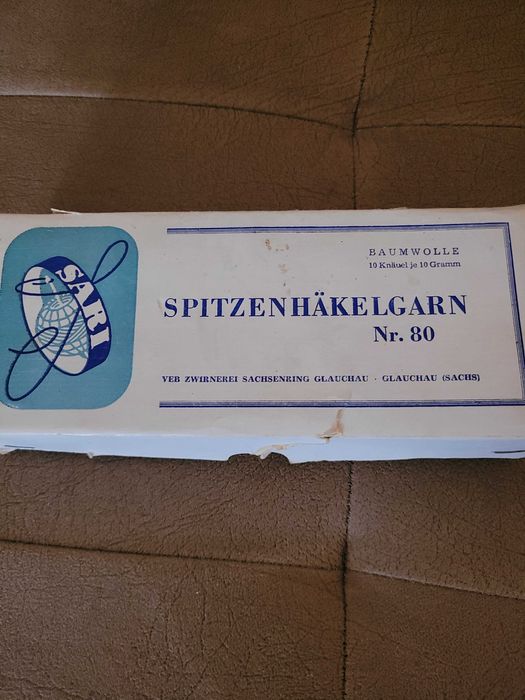 SARI
BAUMWOLLE
10 Knäuel je 10 Gramm
SPITZENHÄKELGARN
Nr. 80
VEB ZWIRNEREI SACHSENRING GLAUCHAU · GLAUCHAU (SACHS)